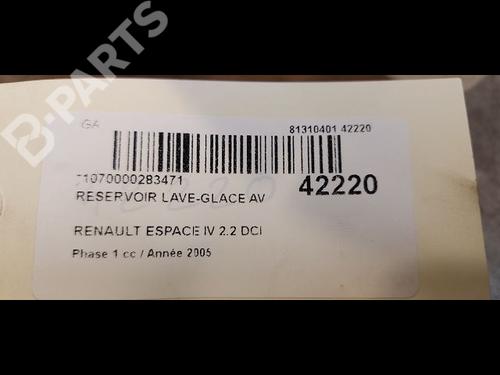 B-PARTS
GA
81310401 42220
71070000283471
42220
RESERVOIR LAVE-GLACE AV
RENAULT ESPACE IV 2.2 DCI
Phase 1 cc / Année 2005